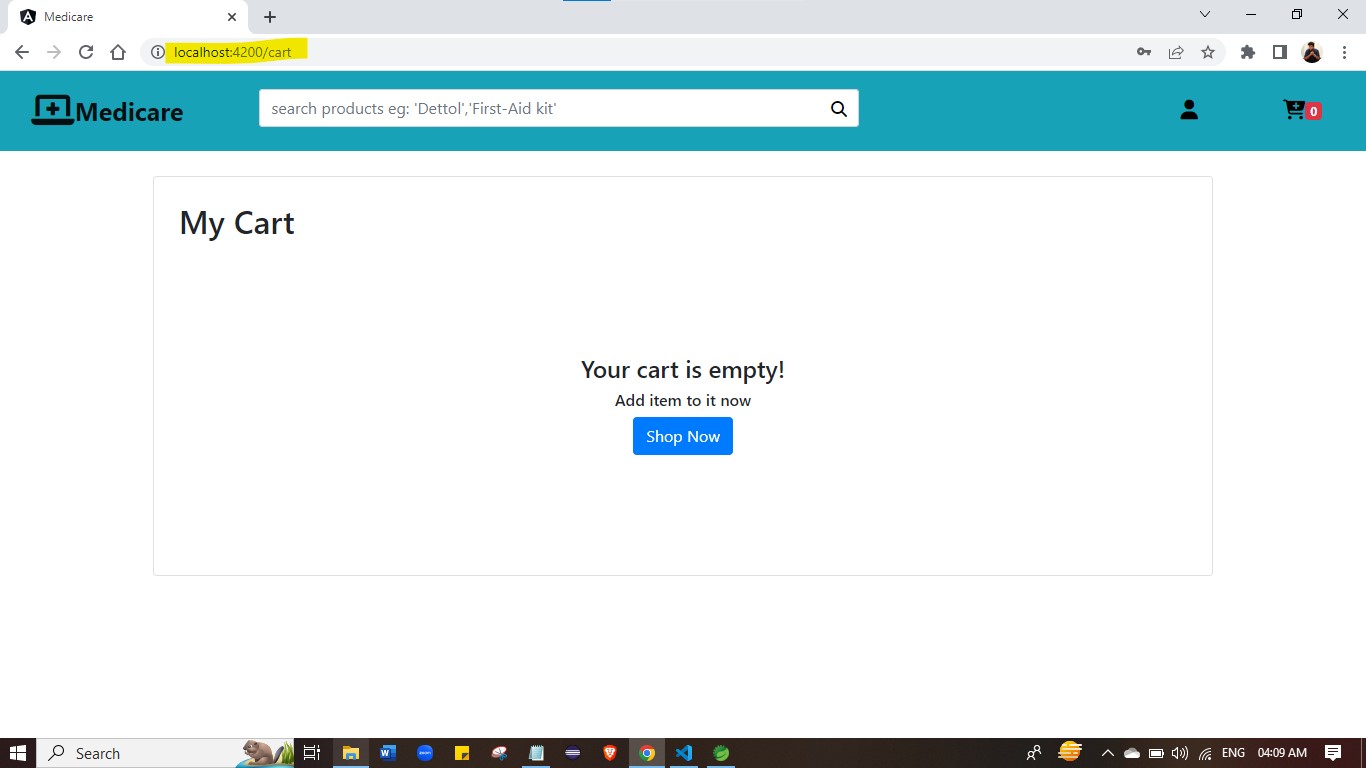 Medicare
localhost:4200/cart
Medicare
search products eg: 'Dettol','First-Aid kit'
0
My Cart
Your cart is empty!
Add item to it now
Shop Now
Search
ENG
04:09 AM